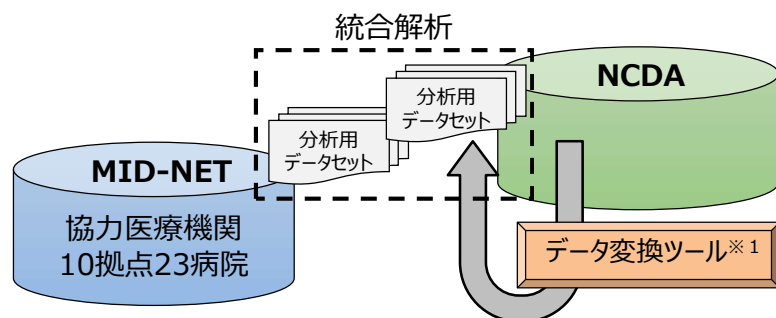 統合解析
NCDA
分析用
データセット
分析用
データセット
MID-NET
協力医療機関
10拠点23病院
データ変換ツール※1